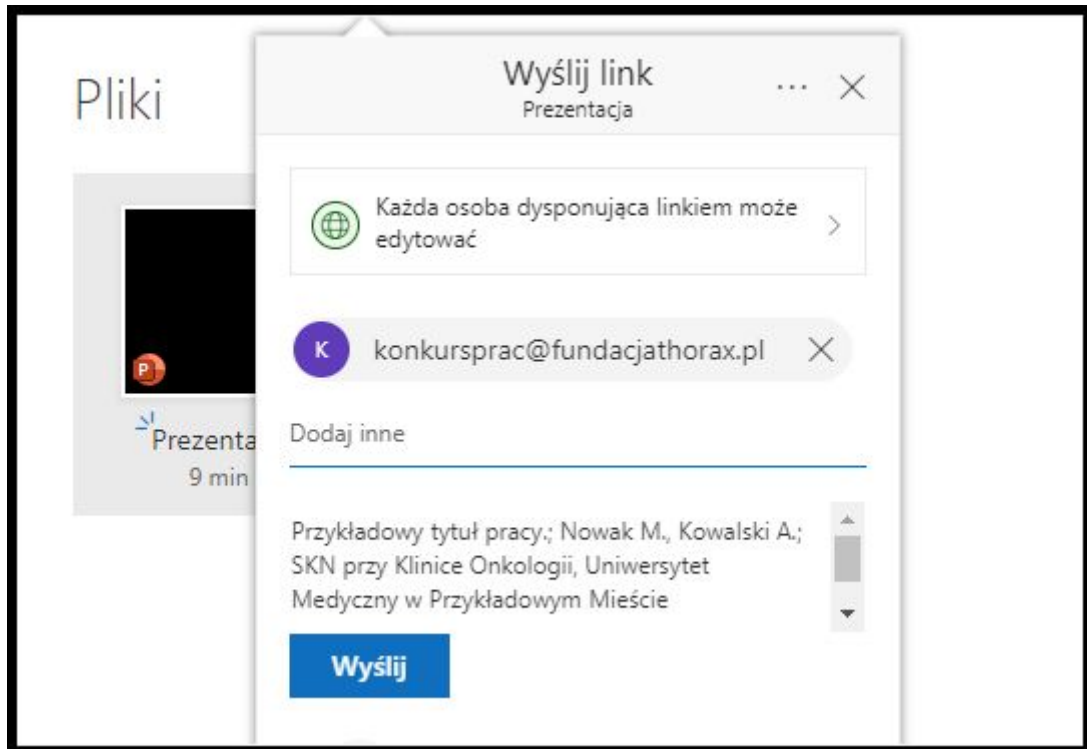 Pliki
Wyślij link
Prezentacja
Każda osoba dysponująca linkiem może
edytować
K
konkursprac@fundacjathorax.pl
P
Prezenta
9 min
Dodaj inne
Przykładowy tytuł pracy.; Nowak M., Kowalski A.;
SKN przy Klinice Onkologii, Uniwersytet
Medyczny w Przykładowym Mieście
Wyślij